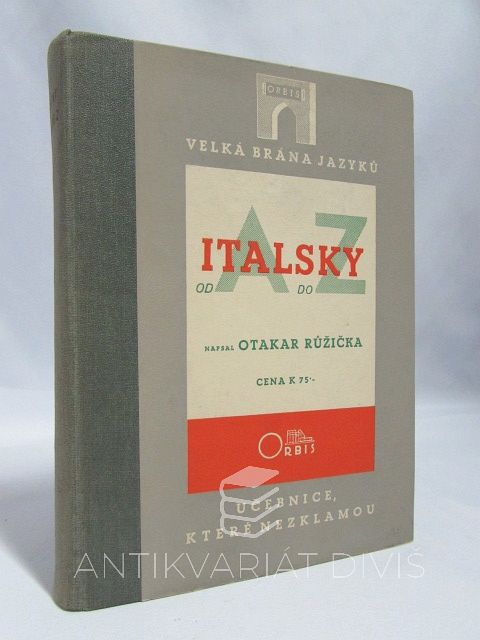 ORBIS
VELKÁ BRÁNA JAZYKŮ
A Z
ITALSKY
OD DO
NAPSAL OTAKAR RŮŽIČKA
CENA K 75·-
ORBIS
UČEBNICE,
KTERÉ NEZKLAMOU
ANTIKVARIÁT DIVIŠ